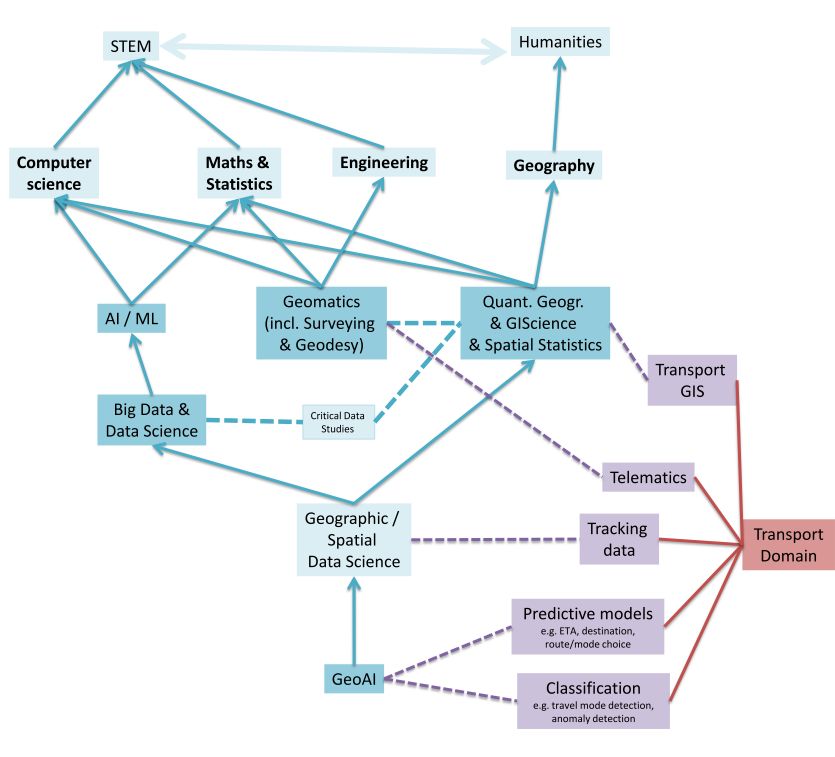 STEM
Humanities
Computer
science
Maths &
Statistics
Engineering
Geography
AI / ML
Geomatics
(incl. Surveying
& Geodesy)
Quant. Geogr.
& GIScience
& Spatial Statistics
Transport
GIS
Big Data &
Data Science
Critical Data
Studies
Telematics
Geographic /
Spatial
Data Science
Tracking
data
Transport
Domain
Predictive models
e.g. ETA, destination,
route/mode choice
GeoAI
Classification
e.g. travel mode detection,
anomaly detection